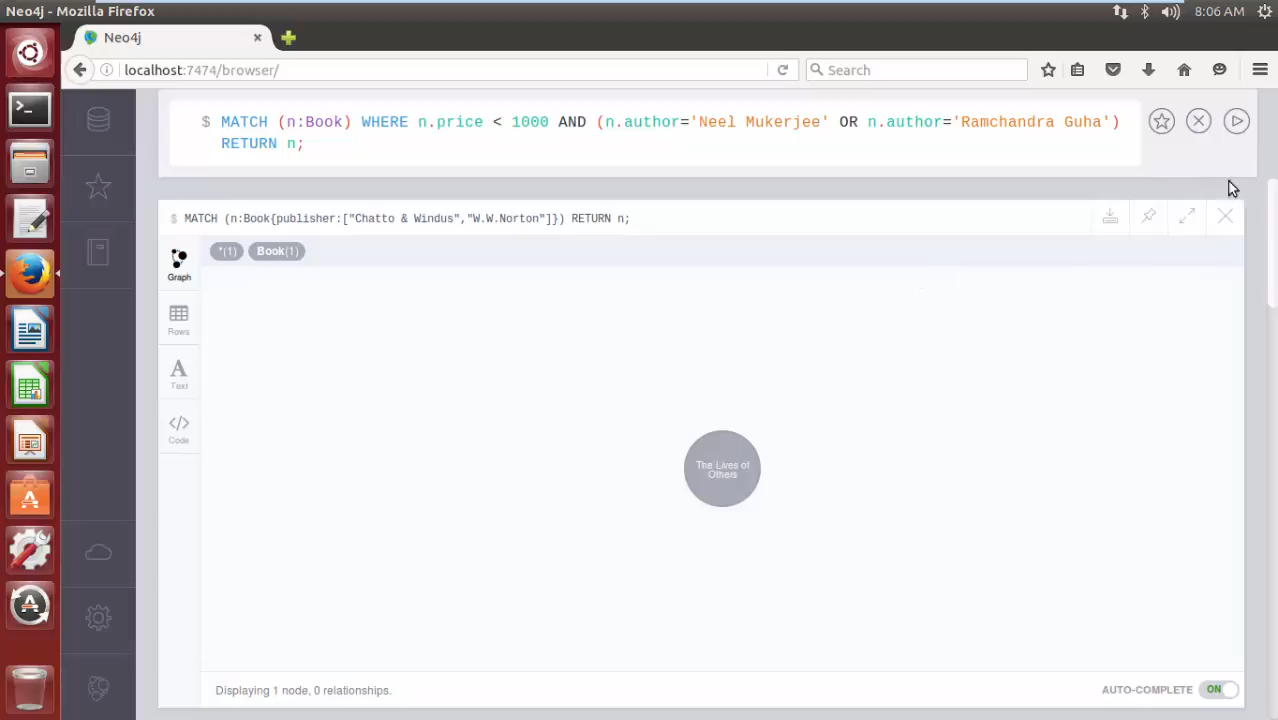 Neo4j - Mozilla Firefox
8:06 AM
Neo4j
localhost:7474/browser/
Search
$ MATCH (n:Book) WHERE n.price < 1000 AND (n.author='Neel Mukerjee' OR n.author='Ramchandra Guha')
RETURN n;
$ MATCH (n:Book{publisher:["Chatto & Windus","W.W.Norton"]}) RETURN n;
*(1) Book(1)
Graph
Rows
Text
Code
The Lives of
Others
Displaying 1 node, 0 relationships.
AUTO-COMPLETE ON